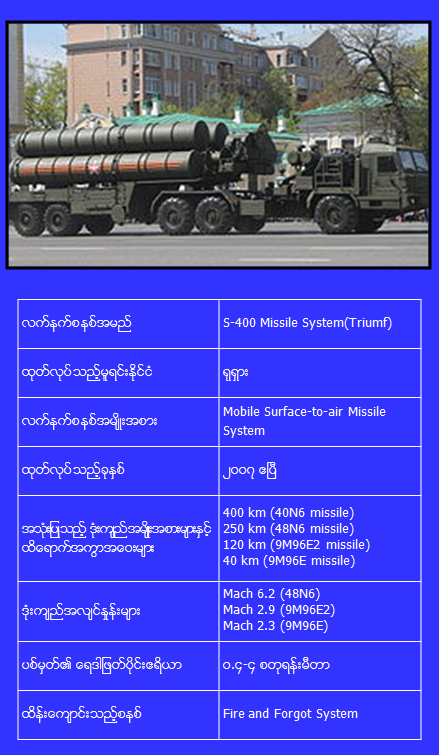 လက်နက်စနစ်အမည်
S-400 Missile System(Triumf)
ထုတ်လုပ်သည့်မူရင်းနိုင်ငံ
ရုရှား
လက်နက်စနစ်အမျိုးအစား
Mobile Surface-to-air Missile
System
ထုတ်လုပ်သည့်ခုနှစ်
၂၀၀၇ ဧပြီ
အသုံးပြုသည့် ဒုံးကျည်အမျိုးအစားများနှင့်
ထိရောက်အကွာအဝေးများ
400 km (40N6 missile)
250 km (48N6 missile)
120 km (9M96E2 missile)
40 km (9M96E missile)
ဒုံးကျည်အလျင်နှုန်းများ
Mach 6.2 (48N6)
Mach 2.9 (9M96E2)
Mach 2.3 (9M96E)
ပစ်မှတ်၏ ရေဒါဖြတ်ပိုင်းဧရိယာ
ဝ.၄-၄ စတုရန်းမီတာ
ထိန်းကျောင်းသည့်စနစ်
Fire and Forgot System